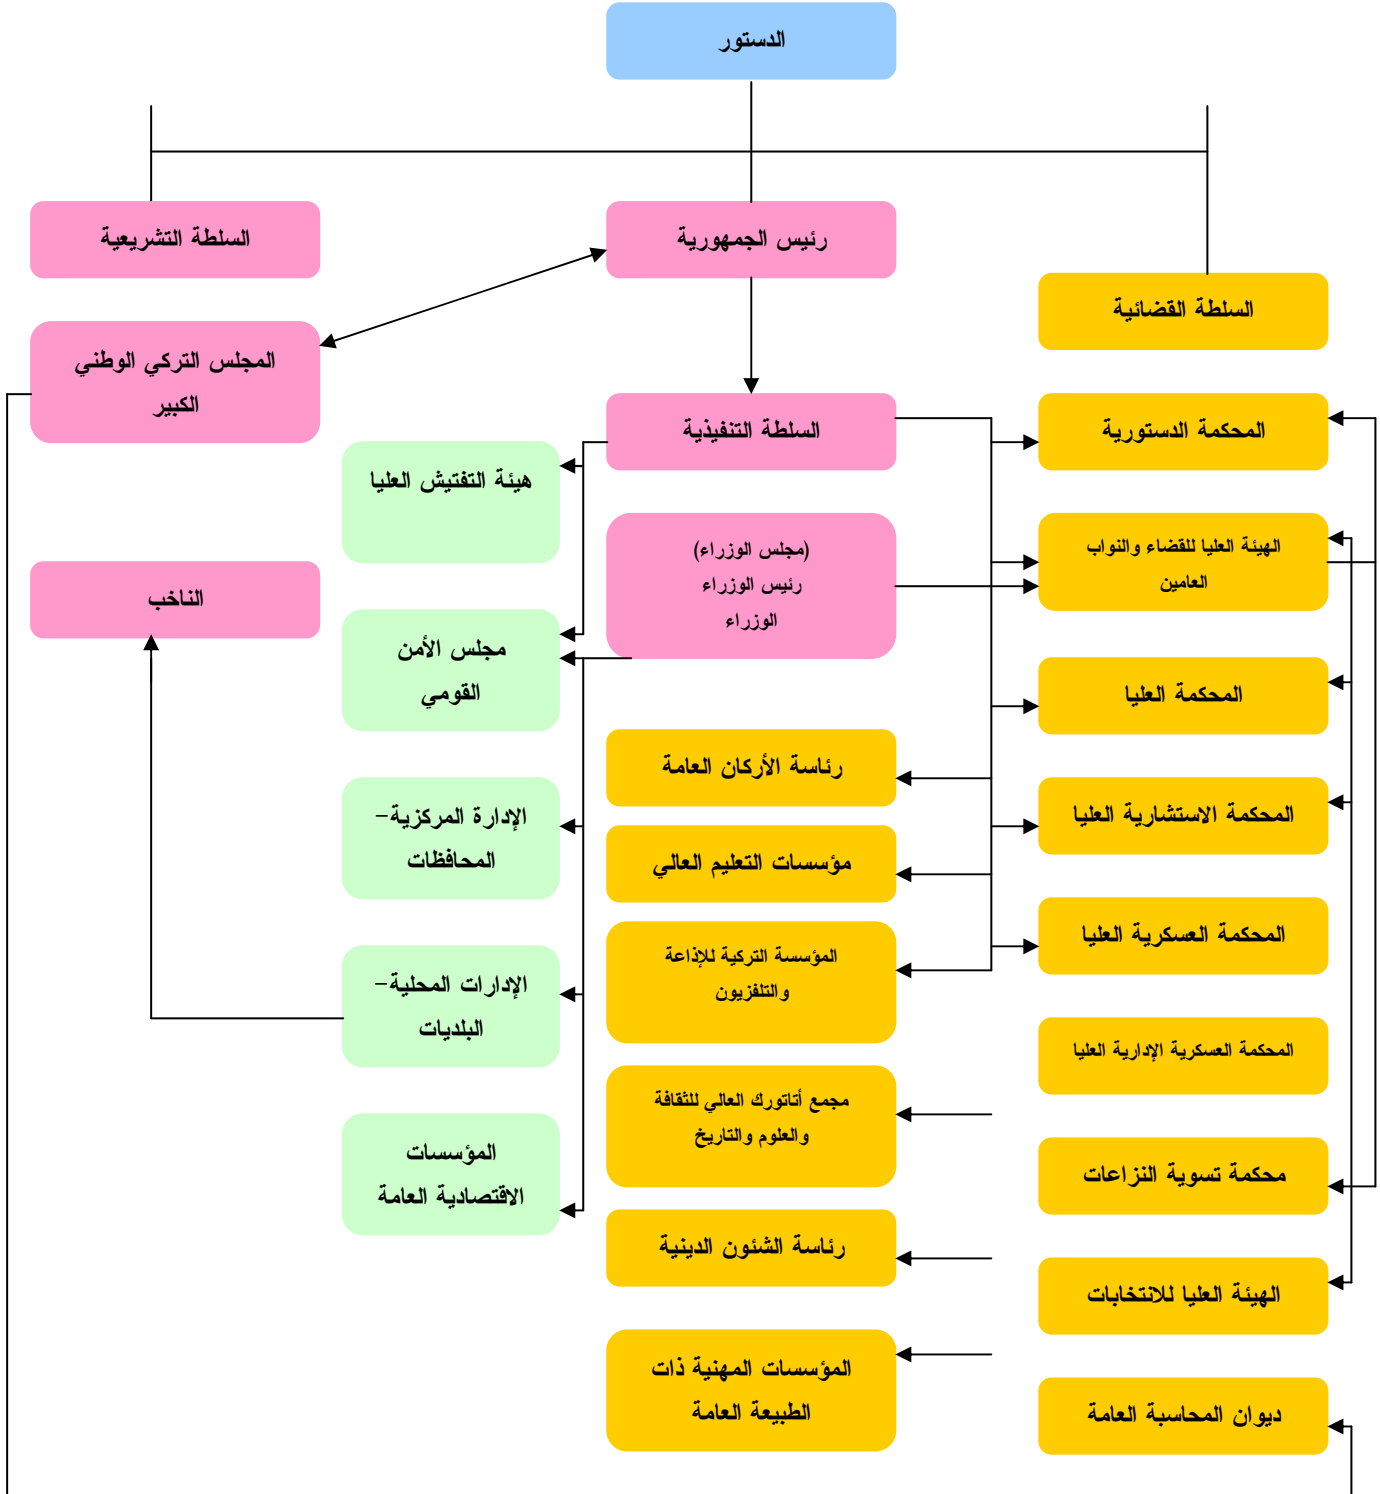 الدستور
السلطة القضائية
رئيس الجمهورية
السلطة التشريعية
المجلس التركي الوطني
الكبير
السلطة التنفيذية
(مجلس الوزراء)
رئيس الوزراء
الوزراء
المحكمة الدستورية
الهيئة العليا للقضاء والنواب
العامين
المحكمة العليا
المحكمة الاستشارية العليا
المحكمة العسكرية العليا
المحكمة العسكرية الإدارية العليا
محكمة تسوية النزاعات
الهيئة العليا للانتخابات
ديوان المحاسبة العامة
رئاسة الأركان العامة
مؤسسات التعليم العالي
المؤسسة التركية للإذاعة
والتلفزيون
مجمع أتاتورك العالي للثقافة
والعلوم والتاريخ
رئاسة الشئون الدينية
المؤسسات المهنية ذات
الطبيعة العامة
هيئة التفتيش العليا
مجلس الأمن
القومي
الإدارة المركزية-
المحافظات
الإدارات المحلية-
البلديات
المؤسسات
الاقتصادية العامة
الناخب